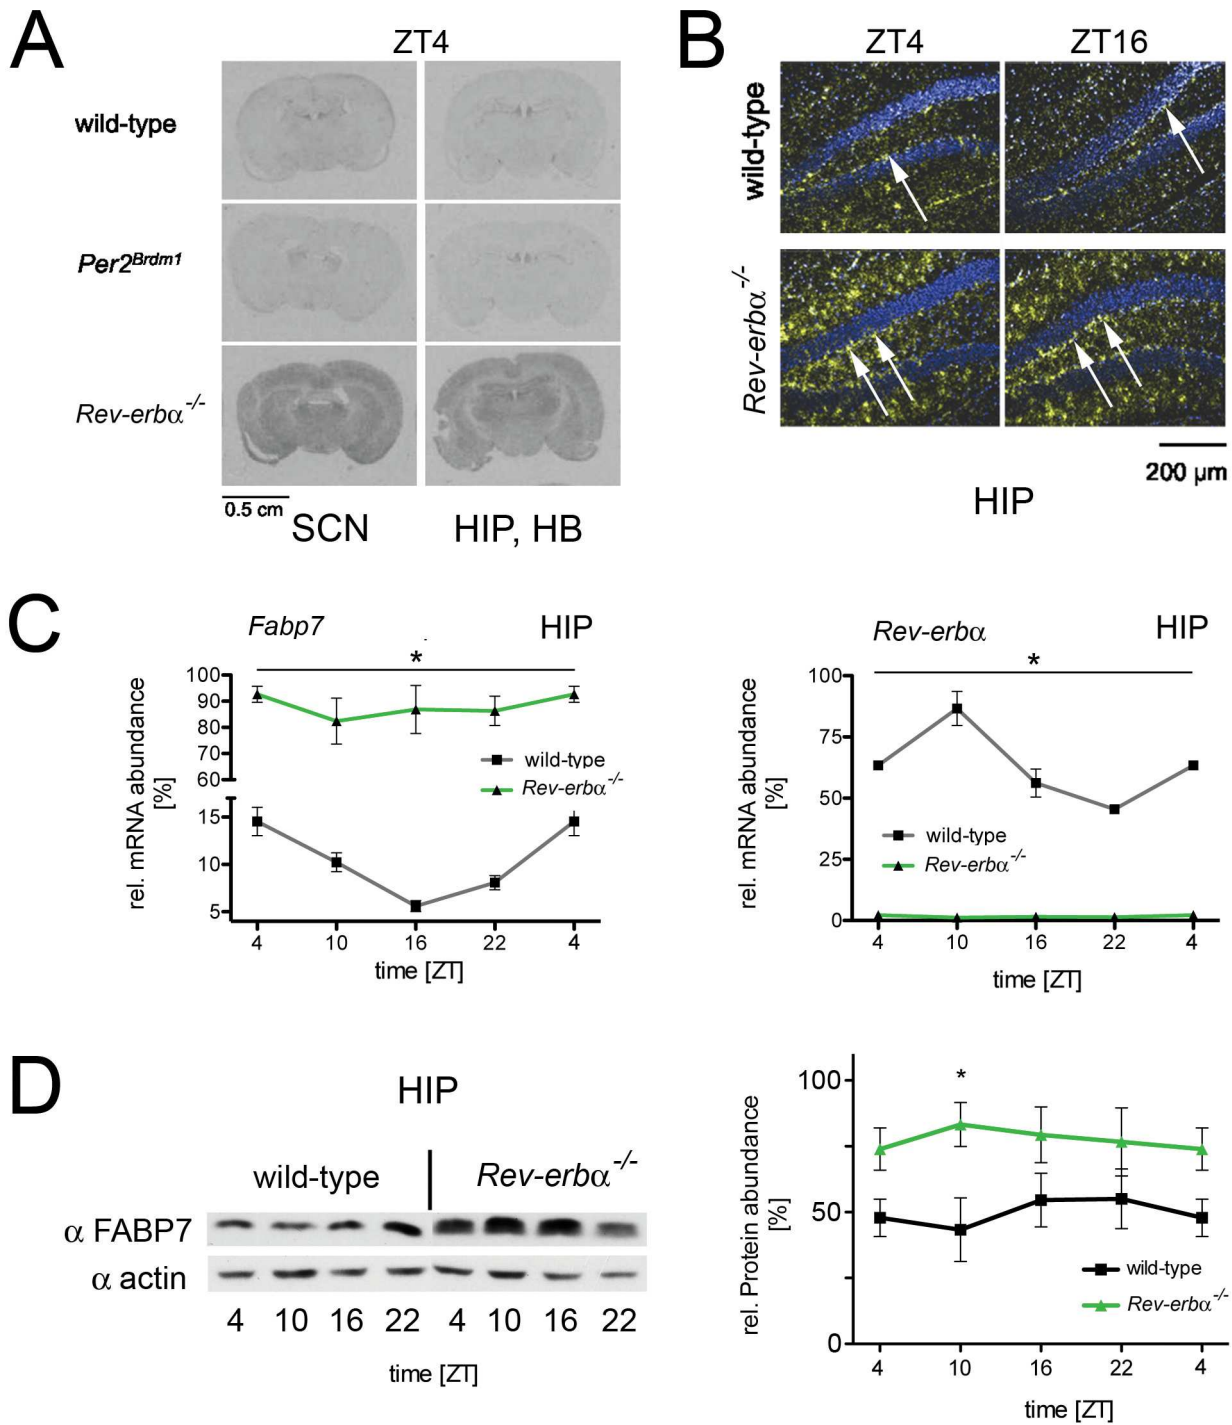 A
ZT4
wild-type
Per2Brdm1
Rev-erbα-/-
0.5 cm
SCN
HIP, HB
B
ZT4
ZT16
wild-type
Rev-erbα-/-
200 µm
HIP
C
Fabp7
HIP
*
rel. mRNA abundance
[%]
100
90
80
70
60
15
10
5
wild-type
Rev-erbα-/-
4 10 16 22 4
time [ZT]
Rev-erbα
HIP
*
rel. mRNA abundance
[%]
100
75
50
25
0
wild-type
Rev-erbα-/-
4 10 16 22 4
time [ZT]
D
HIP
wild-type
Rev-erbα-/-
α FABP7
α actin
4 10 16 22 4 10 16 22
time [ZT]
rel. Protein abundance
[%]
*
100
50
0
wild-type
Rev-erbα-/-
4 10 16 22 4
time [ZT]